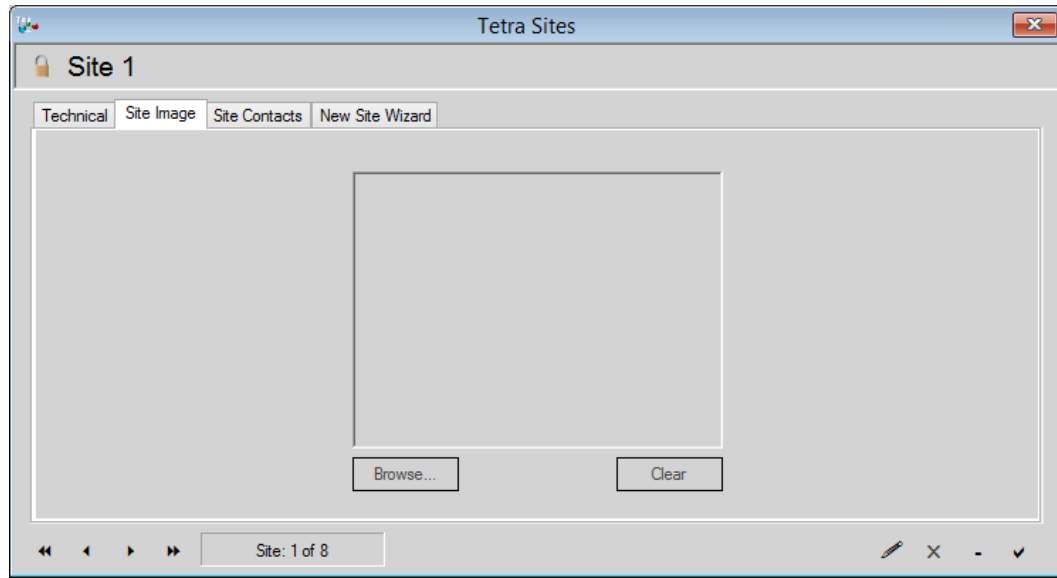 Tetra Sites
Site 1
Technical Site Image Site Contacts New Site Wizard
Browse... Clear
Site: 1 of 8